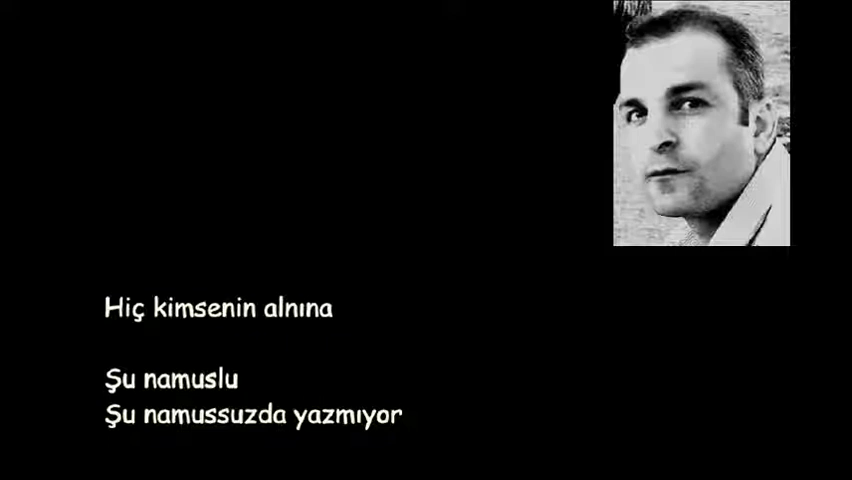 Hiç kimsenin alnına
Şu namuslu
Şu namussuzda yazmıyor